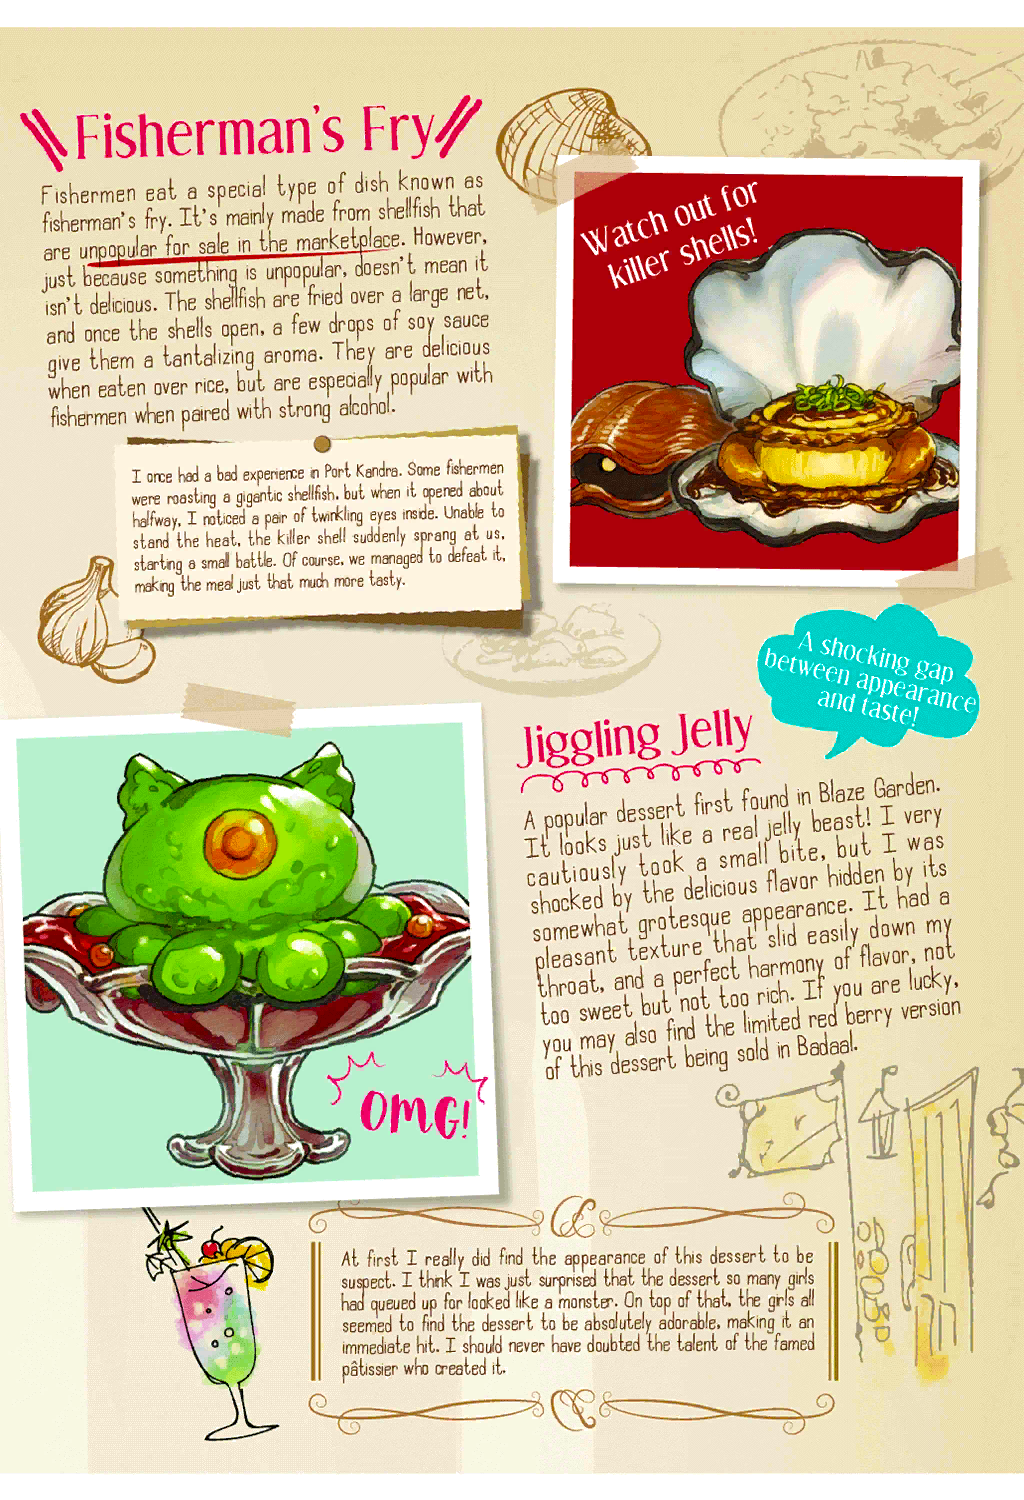 Fisherman's Fry
Fishermen eat a special type of dish known as
fisherman's fry. It's mainly made from shellfish that
are unpopular for sale in the marketplace. However,
just because something is unpopular, doesn't mean it
isn't delicious. The shellfish are fried over a large net,
and once the shells open, a few drops of soy sauce
give them a tantalizing aroma. They are delicious
when eaten over rice, but are especially popular with
fishermen when paired with strong alcohol.
Watch out for
killer shells!
I once had a bad experience in Port Kandra. Some fishermen
were roasting a gigantic shellfish, but when it opened about
halfway, I noticed a pair of twinkling eyes inside. Unable to
stand the heat, the killer shell suddenly sprang at us,
starting a small battle. Of course, we managed to defeat it,
making the meal just that much more tasty.
A shocking gap
between appearance
and taste!
Jiggling Jelly
A popular dessert first found in Blaze Garden.
It looks just like a real jelly beast! I very
cautiously took a small bite, but I was
shocked by the delicious flavor hidden by its
somewhat grotesque appearance. It had a
pleasant texture that slid easily down my
throat, and a perfect harmony of flavor, not
too sweet but not too rich. If you are lucky,
you may also find the limited red berry version
of this dessert being sold in Badaal.
OMG!
At first I really did find the appearance of this dessert to be
suspect. I think I was just surprised that the dessert so many girls
had queued up for looked like a monster. On top of that, the girls all
seemed to find the dessert to be absolutely adorable, making it an
immediate hit. I should never have doubted the talent of the famed
pâtissier who created it.